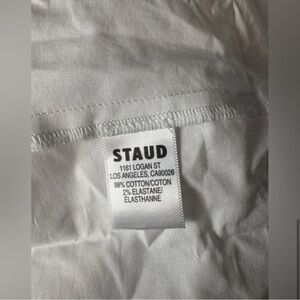 STAUD
1161 LOGAN ST
LOS ANGELES, CA90026
98% COTTON/COTON
2% ELASTANE/
ELASTHANNE